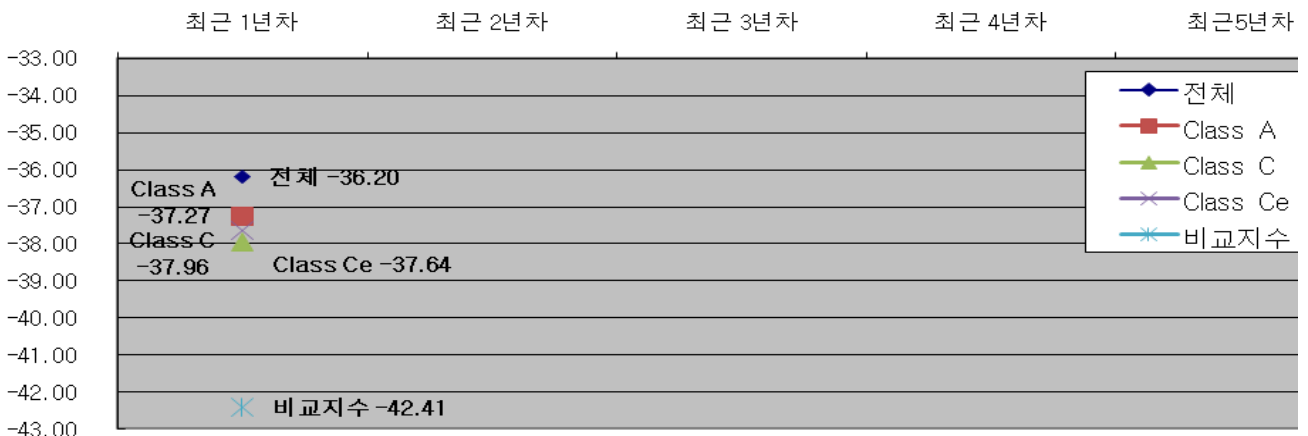 최근 1년차 최근 2년차 최근 3년차 최근 4년차 최근5년차
-33.00
-34.00
-35.00
-36.00
-37.00
-38.00
-39.00
-40.00
-41.00
-42.00
-43.00
전체 -36.20
Class A
-37.27
Class C
-37.96
Class Ce -37.64
비교지수 -42.41
전체
Class A
Class C
Class Ce
비교지수